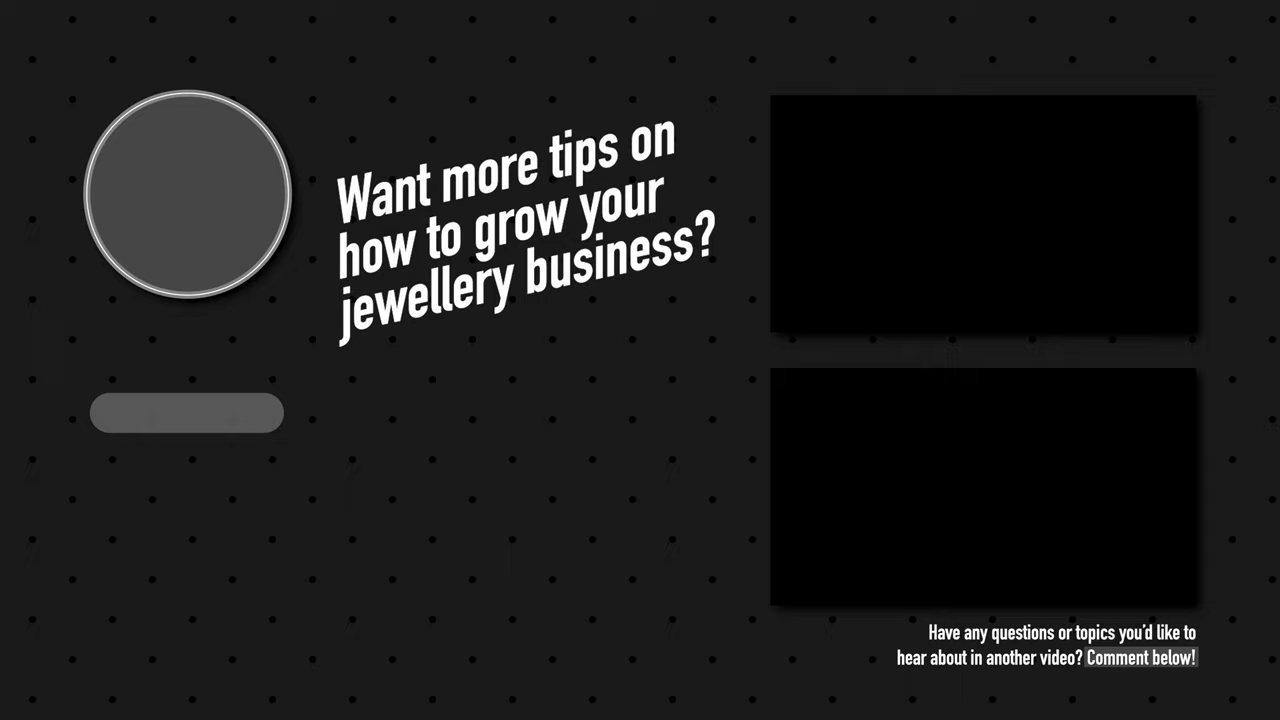 Want more tips on
how to grow your
jewellery business?
Have any questions or topics you'd like to
hear about in another video? Comment below!